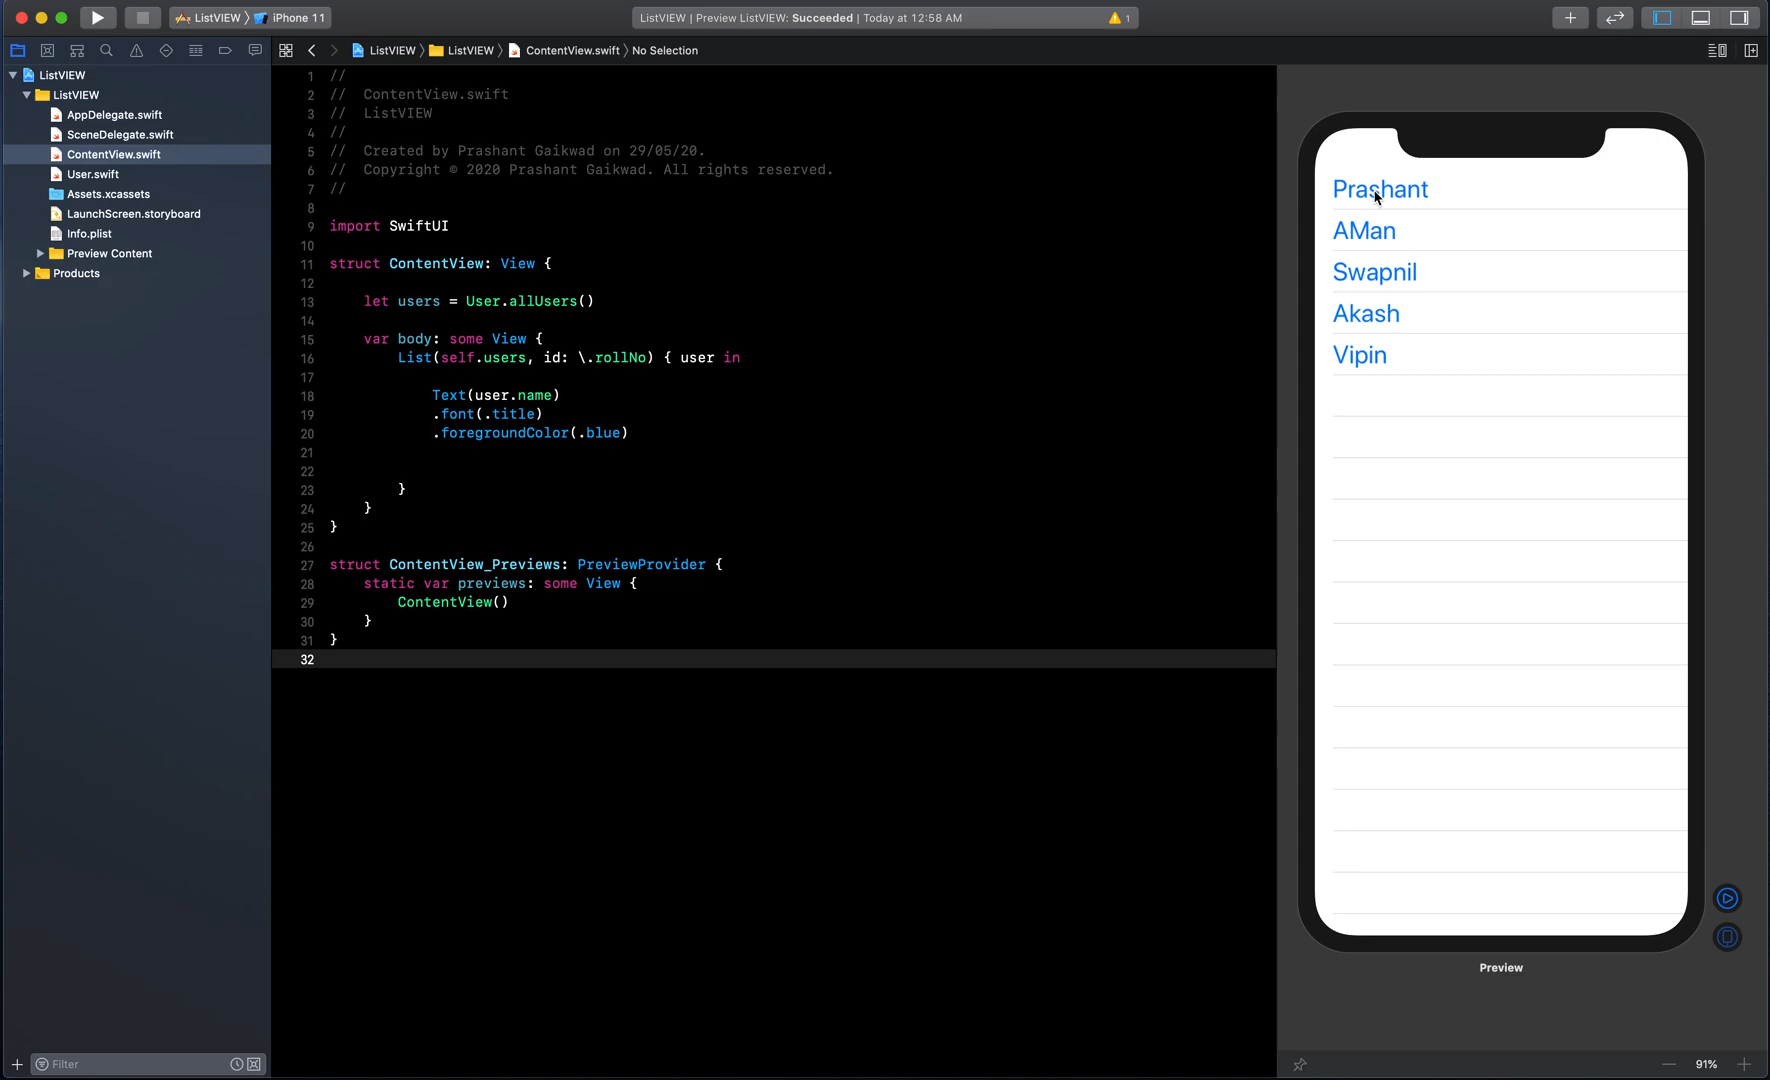 ListVIEW 〉 iPhone 11
ListVIEW | Preview ListVIEW: Succeeded | Today at 12:58 AM
1
ListVIEW 〉 ListVIEW 〉 ContentView.swift 〉 No Selection
ListVIEW
ListVIEW
AppDelegate.swift
SceneDelegate.swift
ContentView.swift
User.swift
Assets.xcassets
LaunchScreen.storyboard
Info.plist
Preview Content
Products
Filter
1 //
2 //  ContentView.swift
3 //  ListVIEW
4 //
5 //  Created by Prashant Gaikwad on 29/05/20.
6 //  Copyright © 2020 Prashant Gaikwad. All rights reserved.
7 //
8
9 import SwiftUI
10
11 struct ContentView: View {
12
13     let users = User.allUsers()
14
15     var body: some View {
16         List(self.users, id: \.rollNo) { user in
17
18             Text(user.name)
19             .font(.title)
20             .foregroundColor(.blue)
21
22
23         }
24     }
25 }
26
27 struct ContentView_Previews: PreviewProvider {
28     static var previews: some View {
29         ContentView()
30     }
31 }
32
Prashant
AMan
Swapnil
Akash
Vipin
Preview
91%